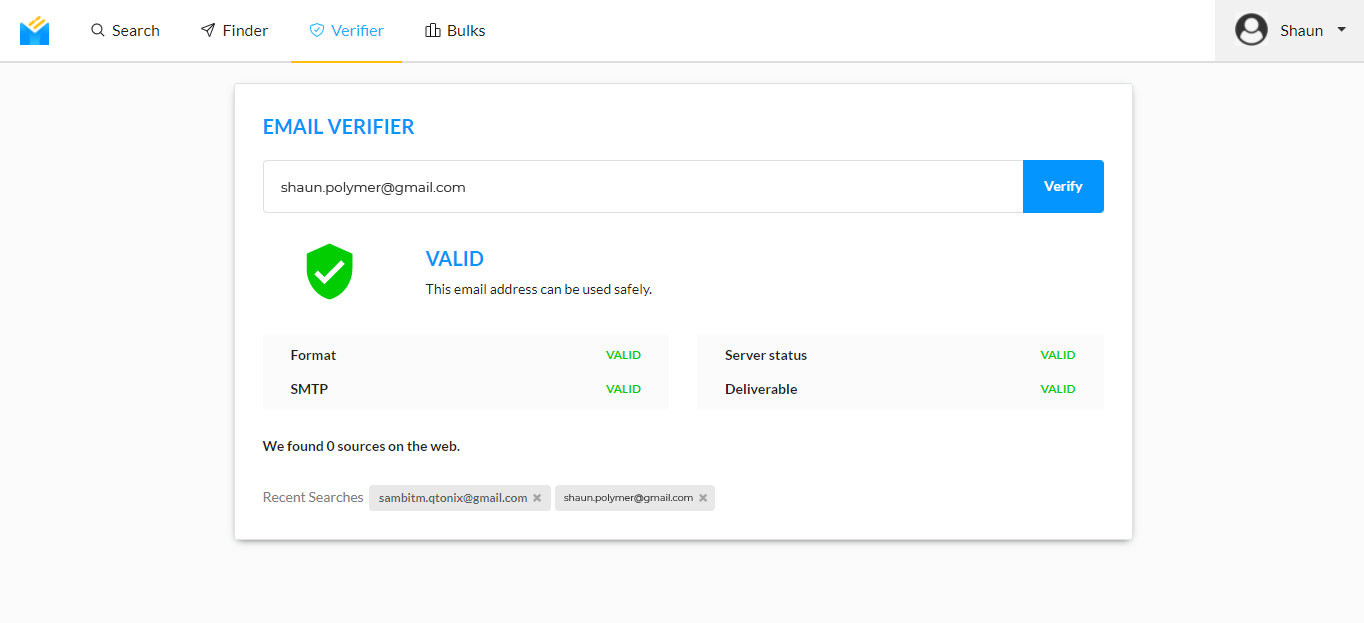 Search Finder Verifier Bulks Shaun
EMAIL VERIFIER
shaun.polymer@gmail.com Verify
VALID
This email address can be used safely.
Format VALID Server status VALID
SMTP VALID Deliverable VALID
We found 0 sources on the web.
Recent Searches sambitm.qtonix@gmail.com shaun.polymer@gmail.com